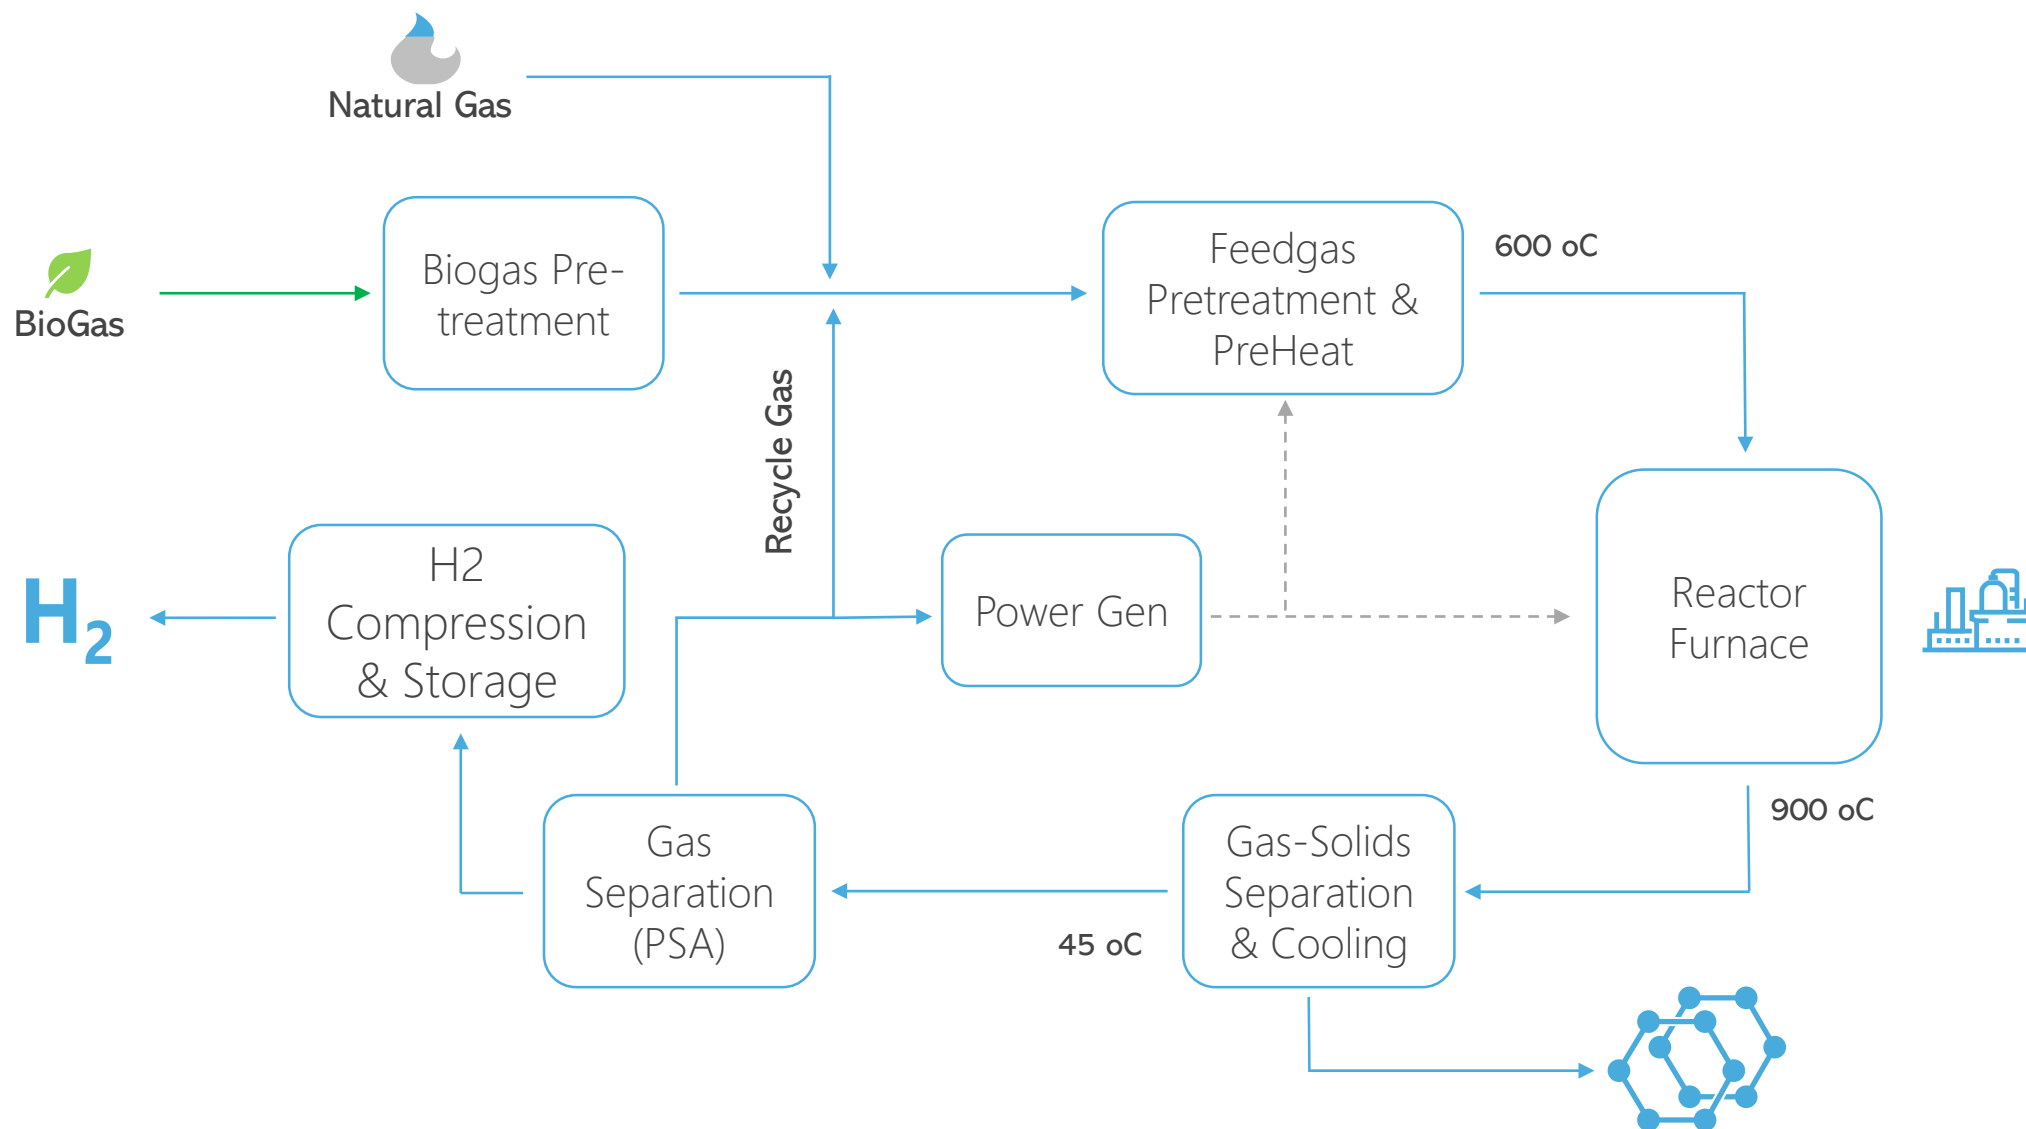 Natural Gas
BioGas
Biogas Pre-
treatment
Feedgas
Pretreatment &
PreHeat
600 oC
Recycle Gas
H2
H2
Compression
& Storage
Power Gen
Reactor
Furnace
900 oC
Gas
Separation
(PSA)
45 oC
Gas-Solids
Separation
& Cooling